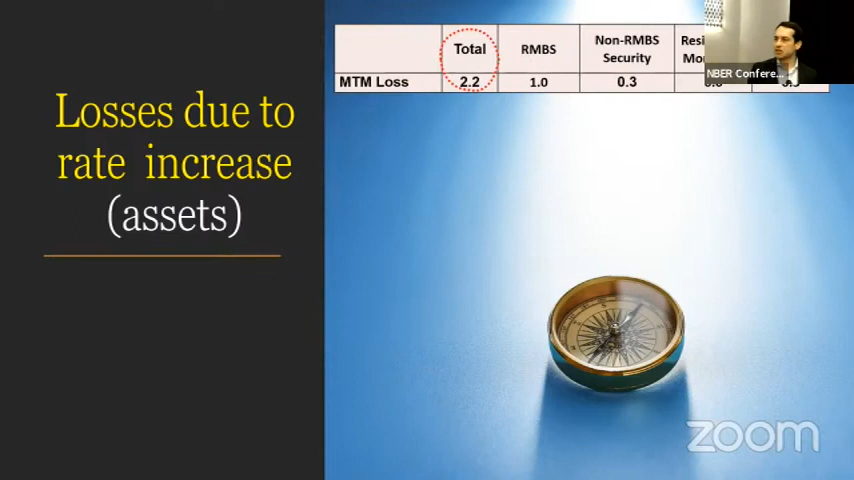 Losses due to
rate increase
(assets)
Total
RMBS
Non-RMBS
Security
MTM Loss
2.2
1.0
0.3
NBER Confere...
zoom